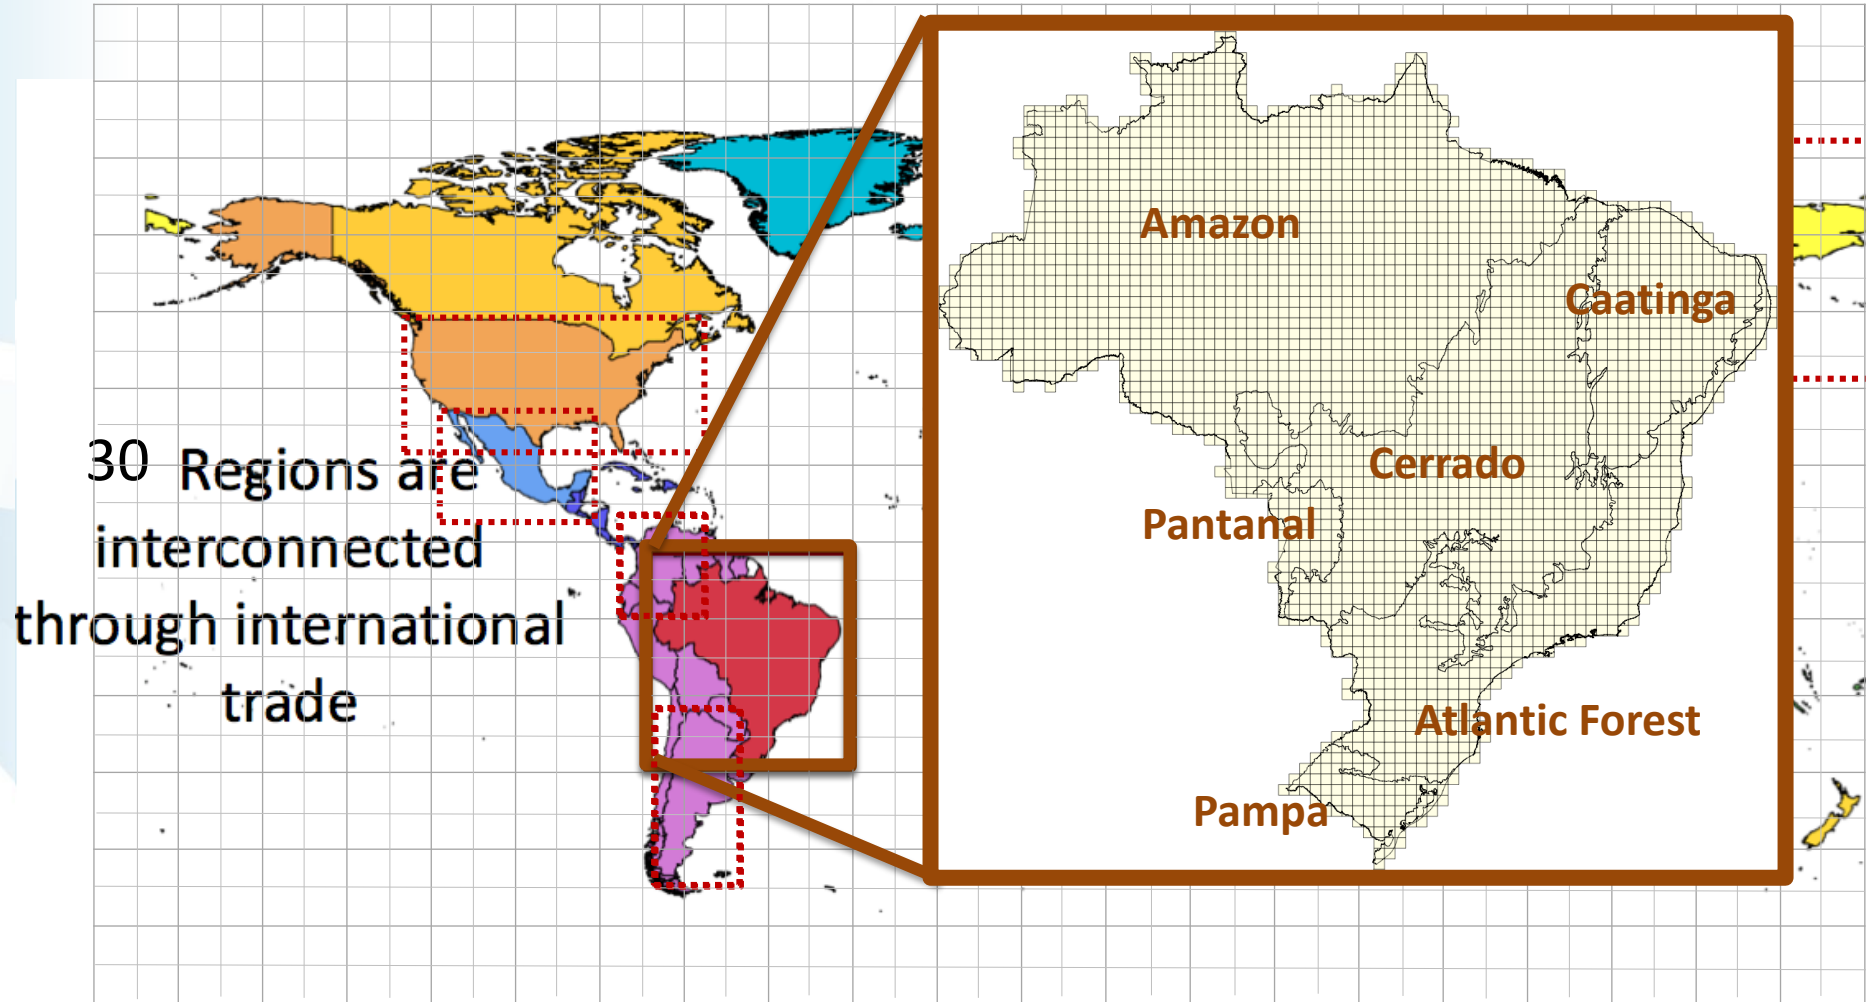 30 Regions are
interconnected
through international
trade
Amazon
Caatinga
Cerrado
Pantanal
Atlantic Forest
Pampa